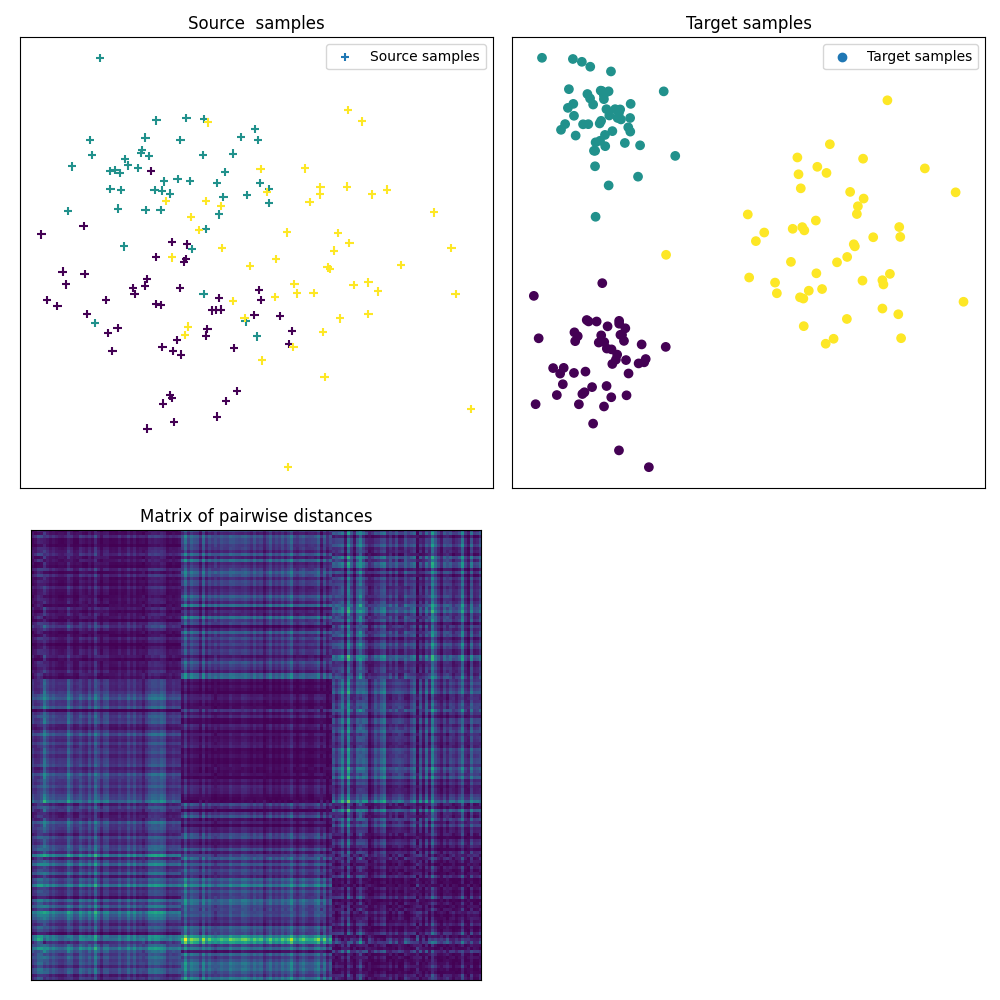 Source  samples
Source samples
Target samples
Target samples
Matrix of pairwise distances